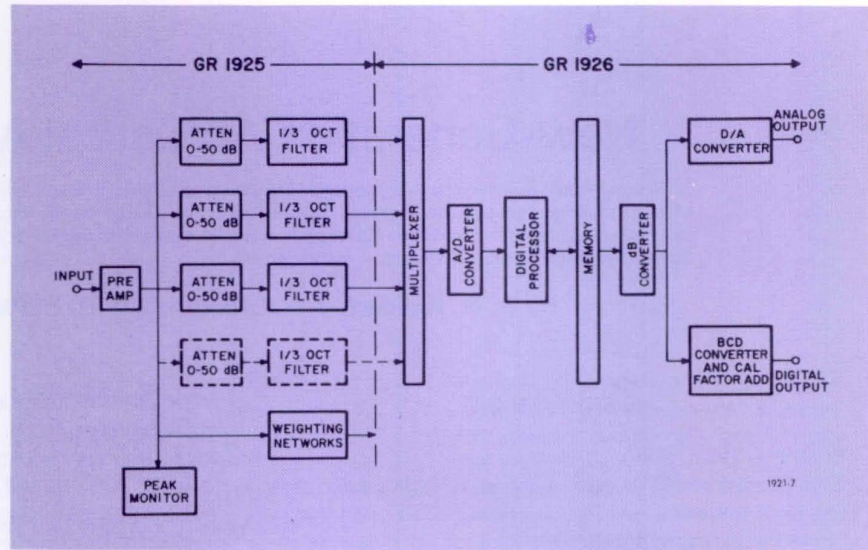 GR 1925
GR 1926
INPUT
PRE
AMP
ATTEN
0-50 dB
1/3 OCT
FILTER
ATTEN
0-50 dB
1/3 OCT
FILTER
ATTEN
0-50 dB
1/3 OCT
FILTER
ATTEN
0-50 dB
1/3 OCT
FILTER
WEIGHTING
NETWORKS
PEAK
MONITOR
MULTIPLEXER
A/D
CONVERTER
DIGITAL
PROCESSOR
MEMORY
dB
CONVERTER
D/A
CONVERTER
ANALOG
OUTPUT
BCD
CONVERTER
AND CAL
FACTOR ADD
DIGITAL
OUTPUT
1921-7